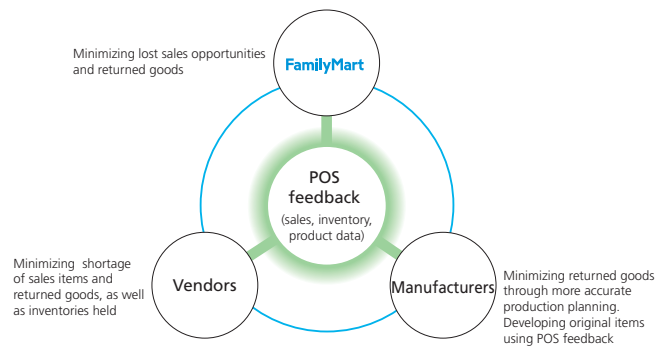 Minimizing lost sales opportunities
and returned goods
FamilyMart
POS
feedback
(sales, inventory,
product data)
Minimizing shortage
of sales items and
returned goods, as well
as inventories held
Vendors
Manufacturers
Minimizing returned goods
through more accurate
production planning.
Developing original items
using POS feedback